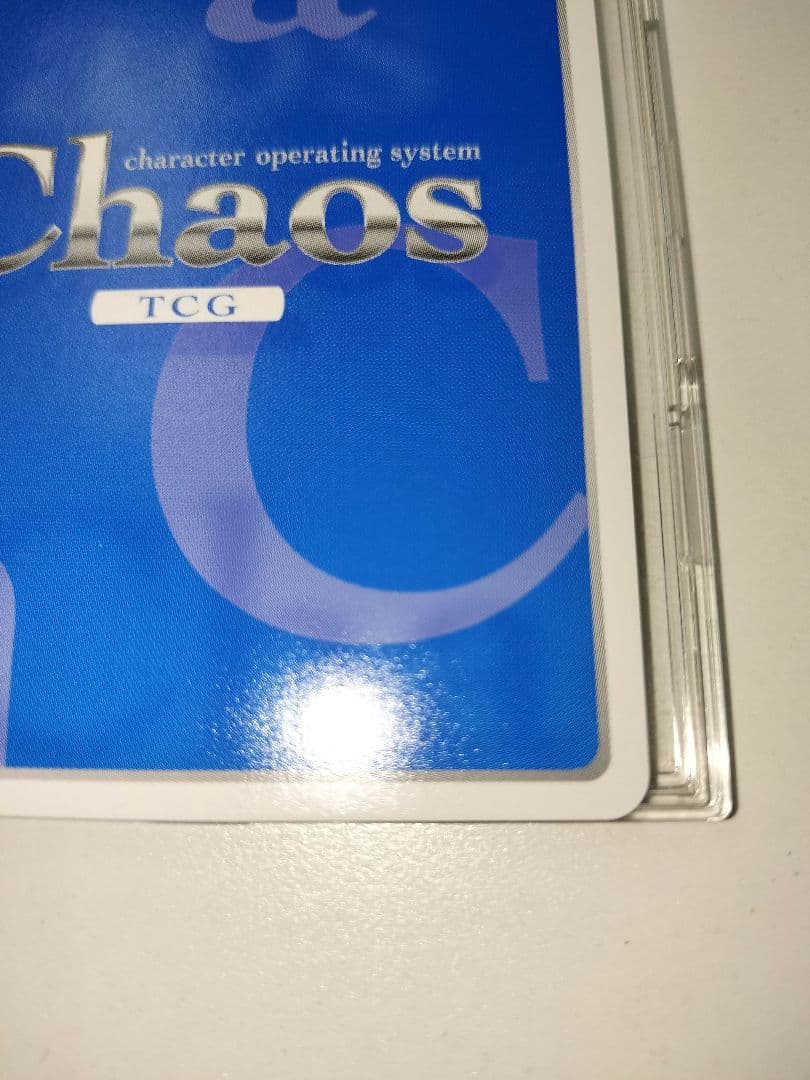 a
character operating system
Chaos
TCG
C